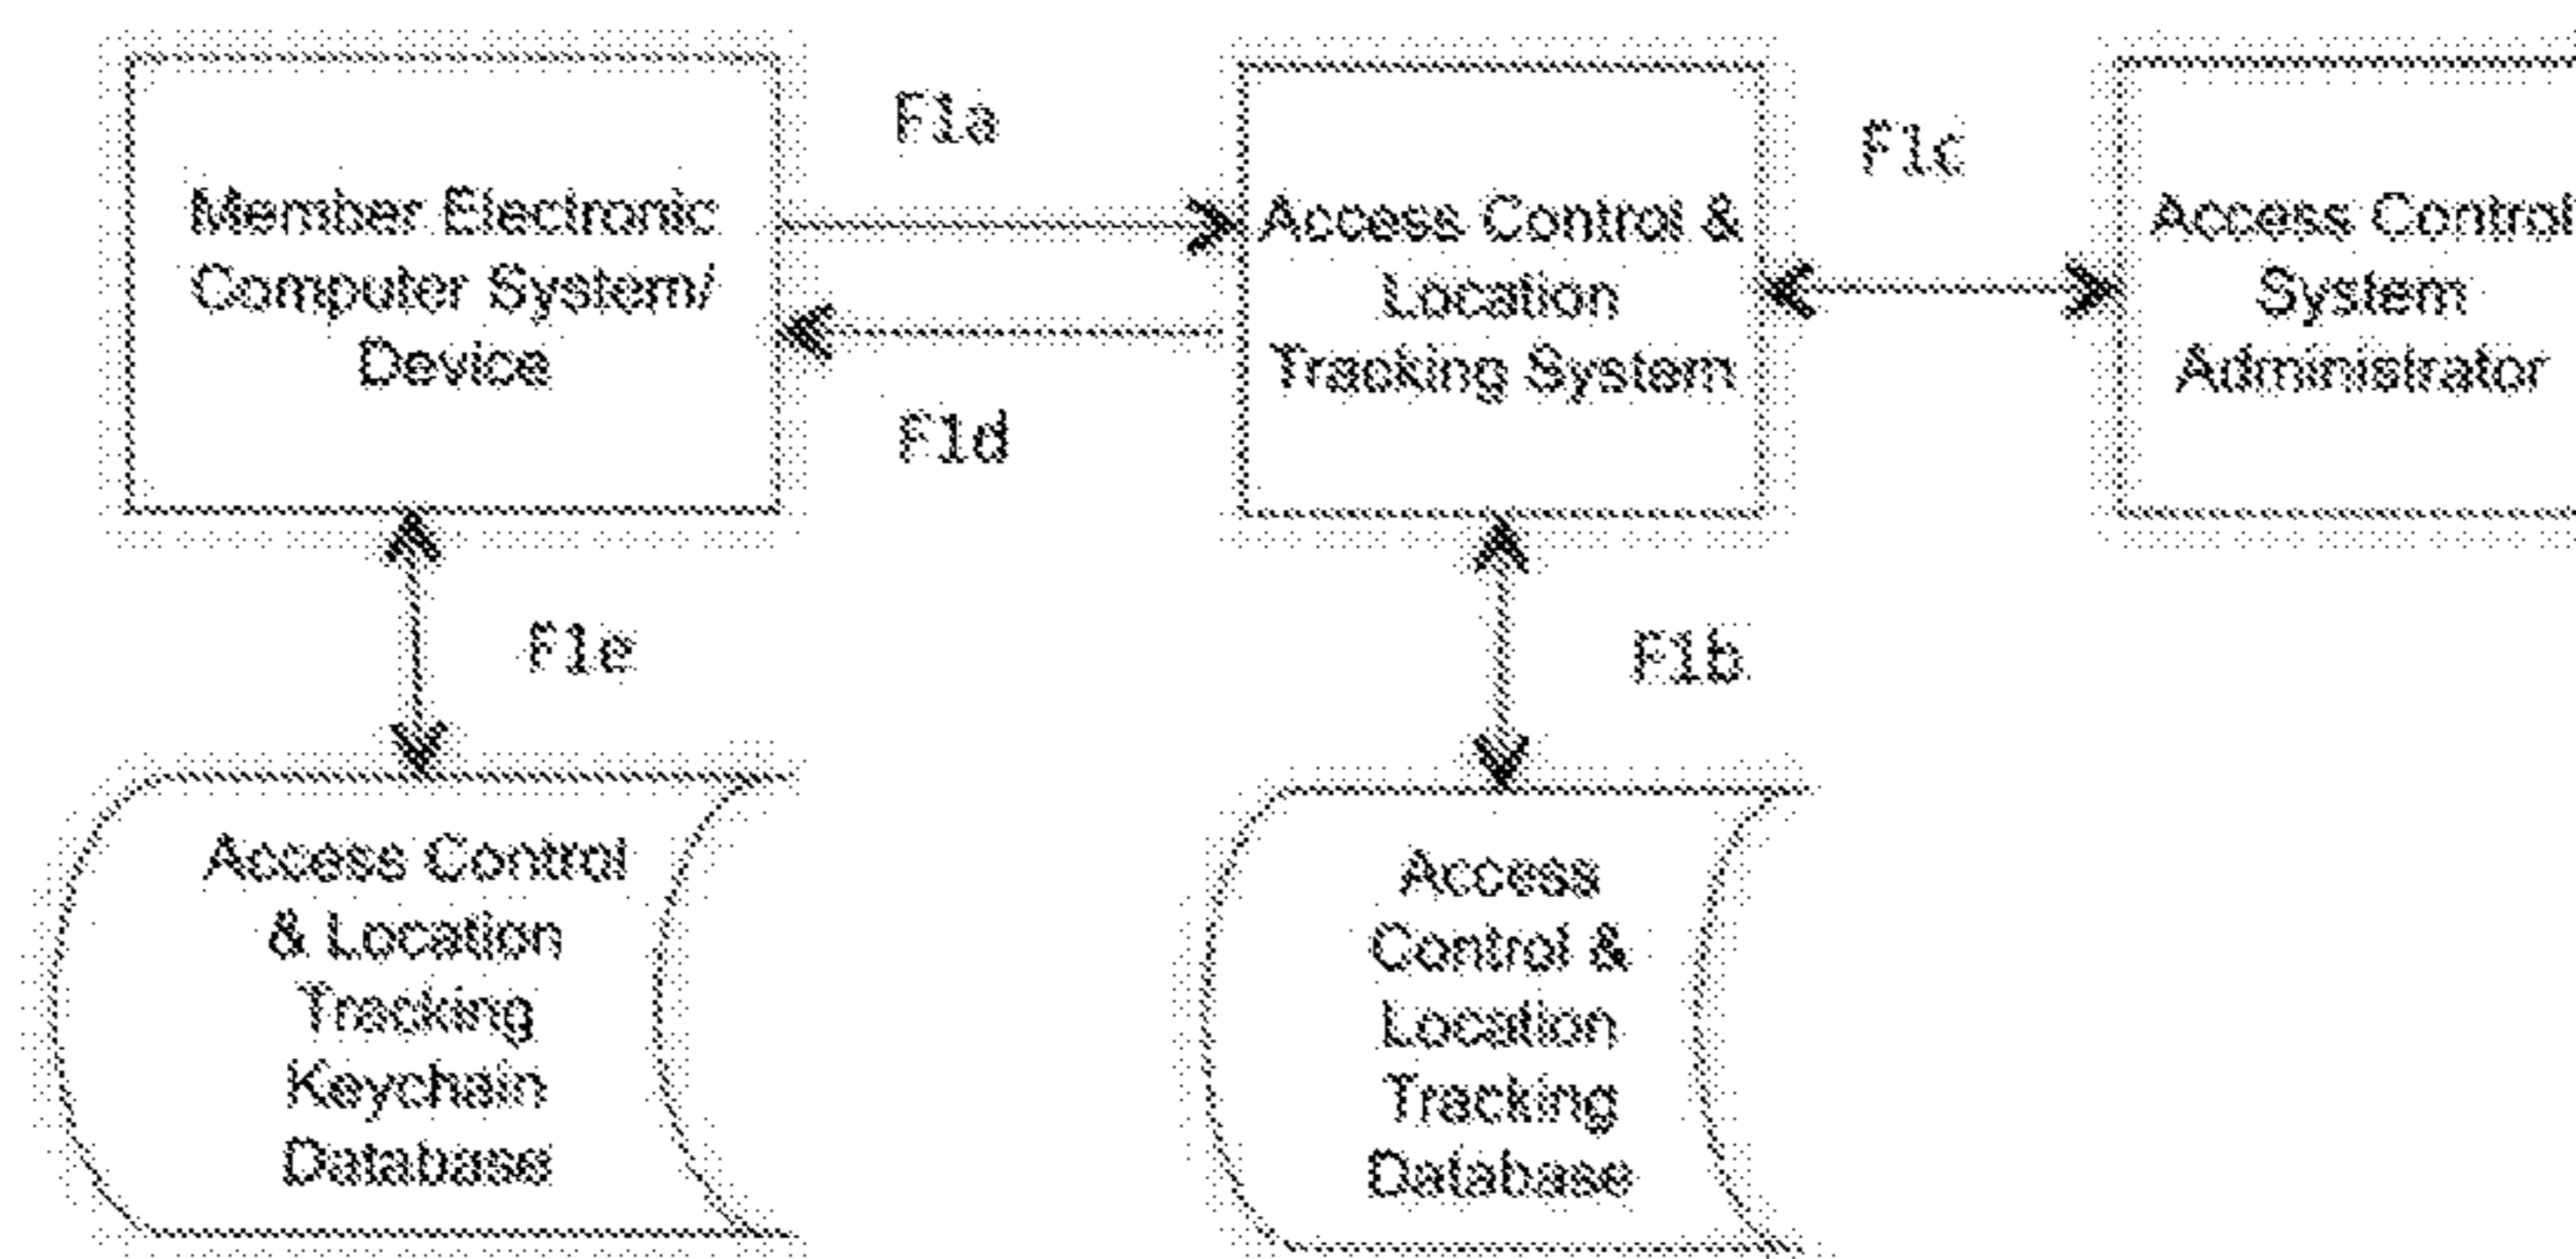 Member Electronic
Computer System/
Device
F1a
F1d
Access Control &
Location
Tracking System
F1c
Access Control
System
Administrator
F1e
F1b
Access Control
& Location
Tracking
Keychain
Database
Access
Control &
Location
Tracking
Database